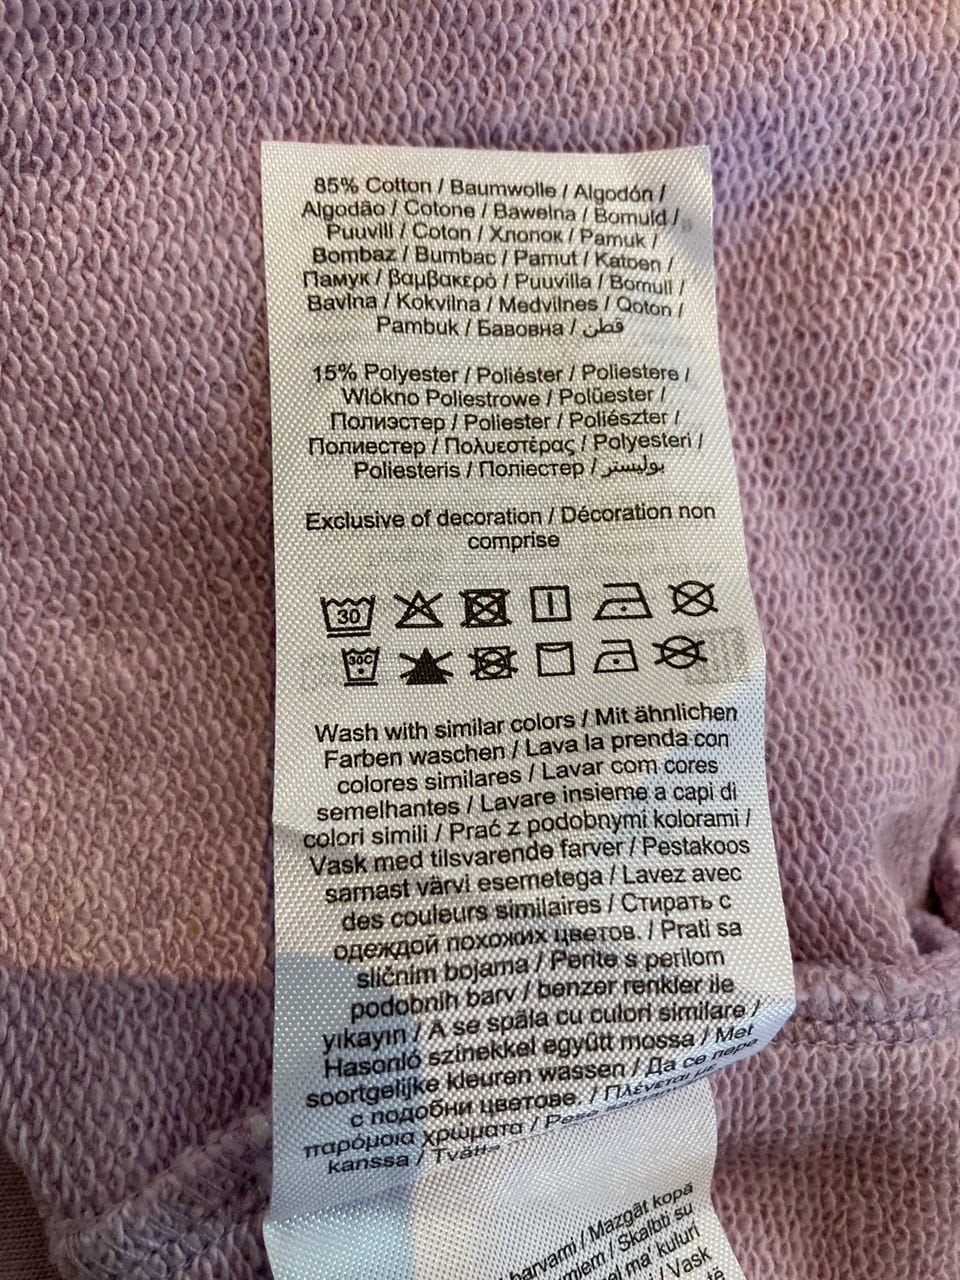 85% Cotton / Baumwolle / Algodón /
Algodão / Cotone / Bawełna / Bomuld /
Puuvill / Coton / Хлопок / Pamuk /
Bombaz / Bumbac / Pamut / Katoen /
Памук / βαμβακερό / Puuvilla / Bomull /
Bavlna / Kokvilna / Medvilnes / Qoton /
Pambuk / Бавовна / قطن
15% Polyester / Poliéster / Poliestere /
Włókno Poliestrowe / Polüester /
Полиэстер / Poliester / Poliészter /
Полиестер / Πολυεστέρας / Polyesteri /
Poliesteris / Поліестер / بوليستر
Exclusive of decoration / Décoration non
comprise
30
30C
Wash with similar colors / Mit ähnlichen
Farben waschen / Lava la prenda con
colores similares / Lavar com cores
semelhantes / Lavare insieme a capi di
colori simili / Prać z podobnymi kolorami /
Vask med tilsvarende farver / Pestakoos
sarnast värvi esemetega / Lavez avec
des couleurs similaires / Стирать с
одеждой похожих цветов. / Prati sa
sličnim bojama / Perite s perilom
podobnih barv / benzer renkler ile
yıkayın / A se spăla cu culori similare /
Hasonló színekkel együtt mossa / Met
soortgelijke kleuren wassen / Да се пере
с подобни цветове. / Πλένεται με
παρόμοια χρώματα / Pese
kanssa / Tvätt
barvami / Mazgāt kopā
/ Skalbti su
ma' kuluri
/ Vask